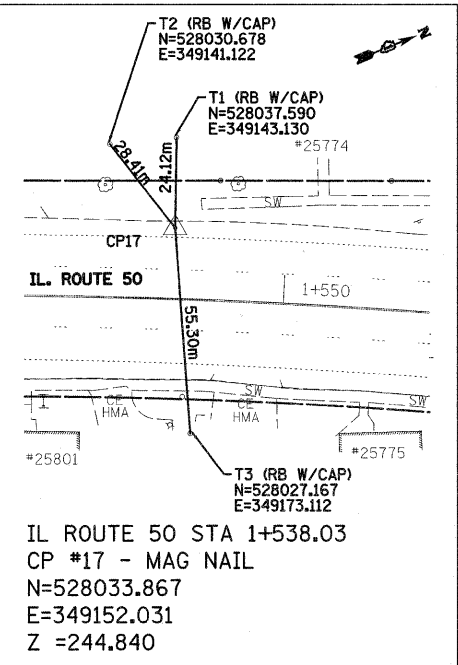 T2 (RB W/CAP)
N=528030.678
E=349141.122
Z
T1 (RB W/CAP)
N=528037.590
E=349143.130
#25774
28.41m
24.12m
SW
CP17
IL. ROUTE 50
1+550
55.30m
CE
HMA
CE
HMA
SW
#25801
#25775
T3 (RB W/CAP)
N=528027.167
E=349173.112
IL ROUTE 50 STA 1+538.03
CP #17 - MAG NAIL
N=528033.867
E=349152.031
Z =244.840